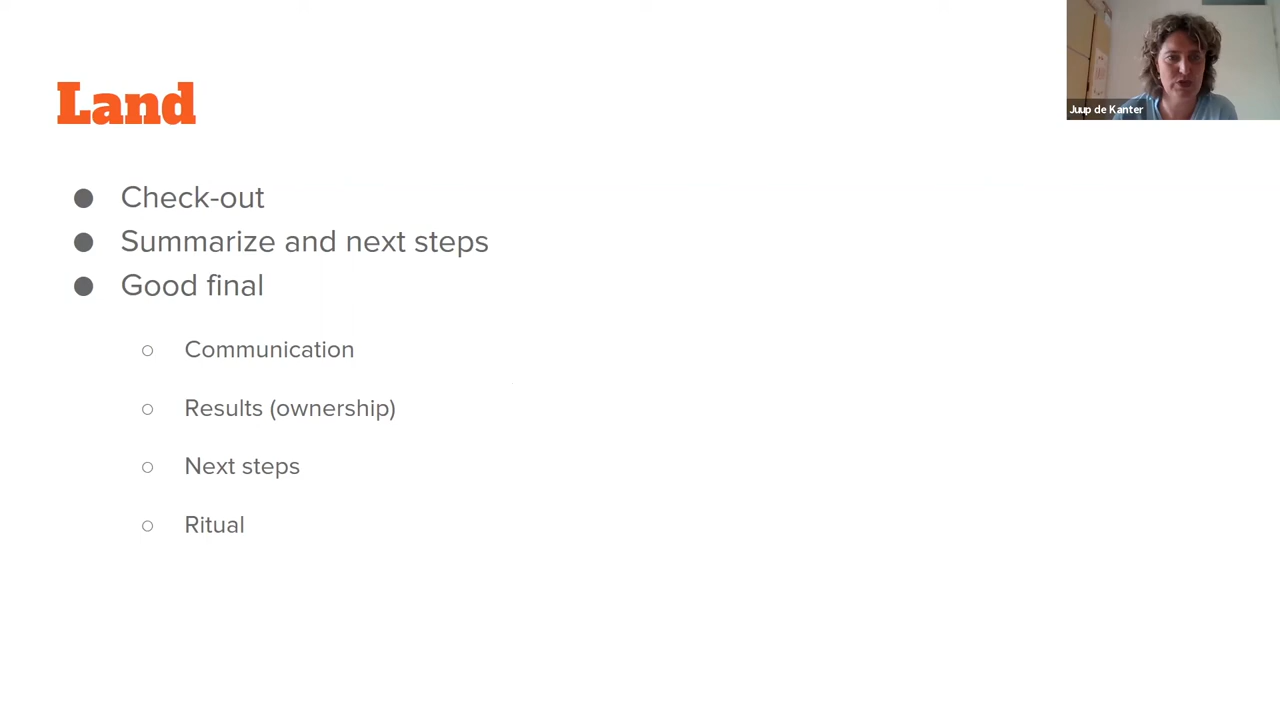 Land
Juup de Kanter
● Check-out
● Summarize and next steps
● Good final
○ Communication
○ Results (ownership)
○ Next steps
○ Ritual